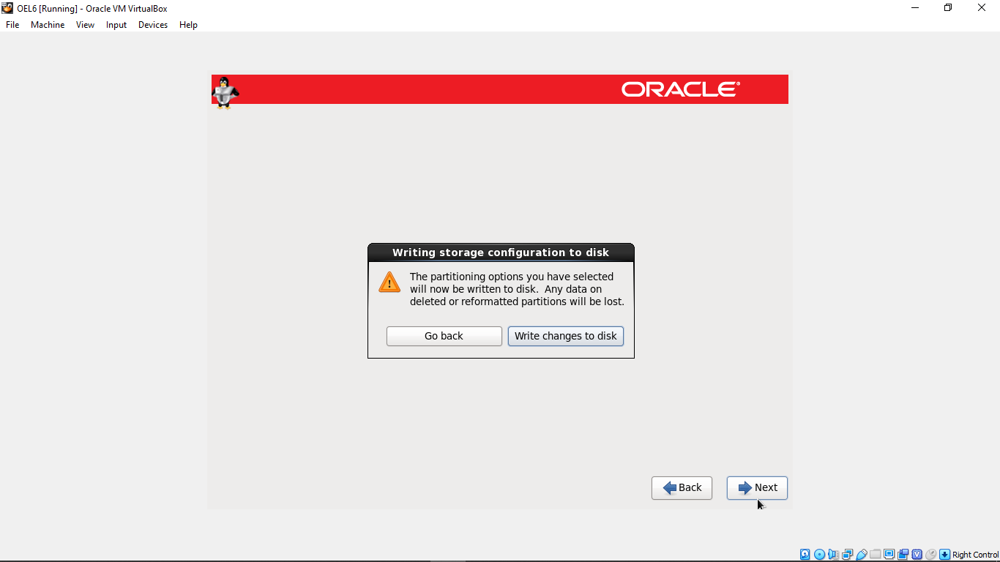 OEL6 [Running] - Oracle VM VirtualBox
File Machine View Input Devices Help
ORACLE®
Writing storage configuration to disk
The partitioning options you have selected
will now be written to disk.  Any data on
deleted or reformatted partitions will be lost.
Go back Write changes to disk
Back Next
Right Control